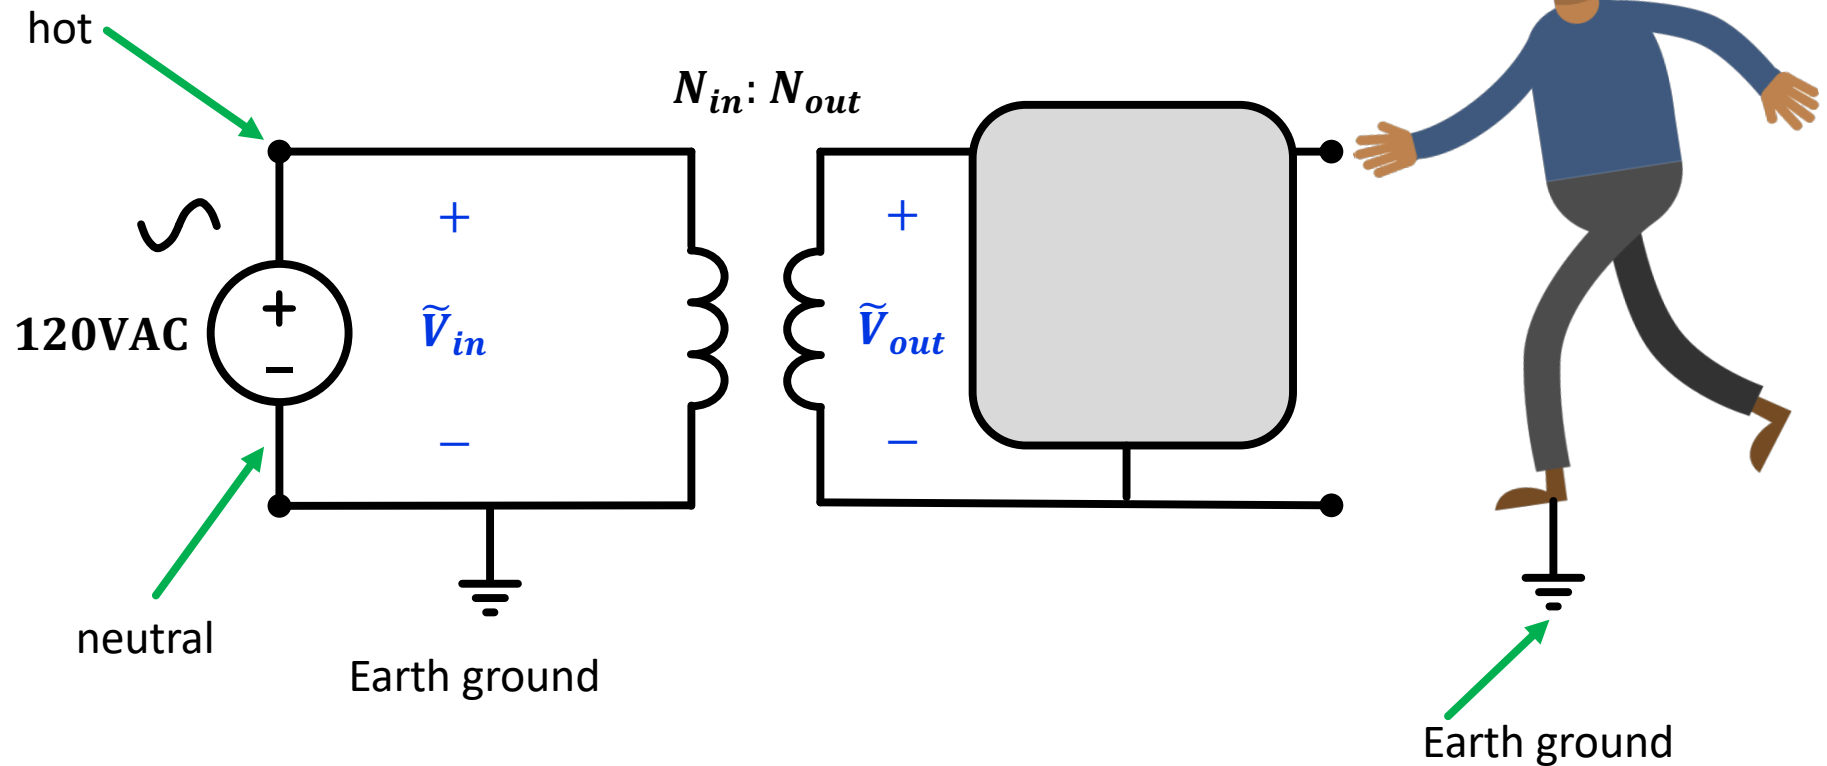 hot
N_in: N_out
+
+
120VAC
+
−
Ṽ_in
Ṽ_out
−
−
neutral
Earth ground
Earth ground